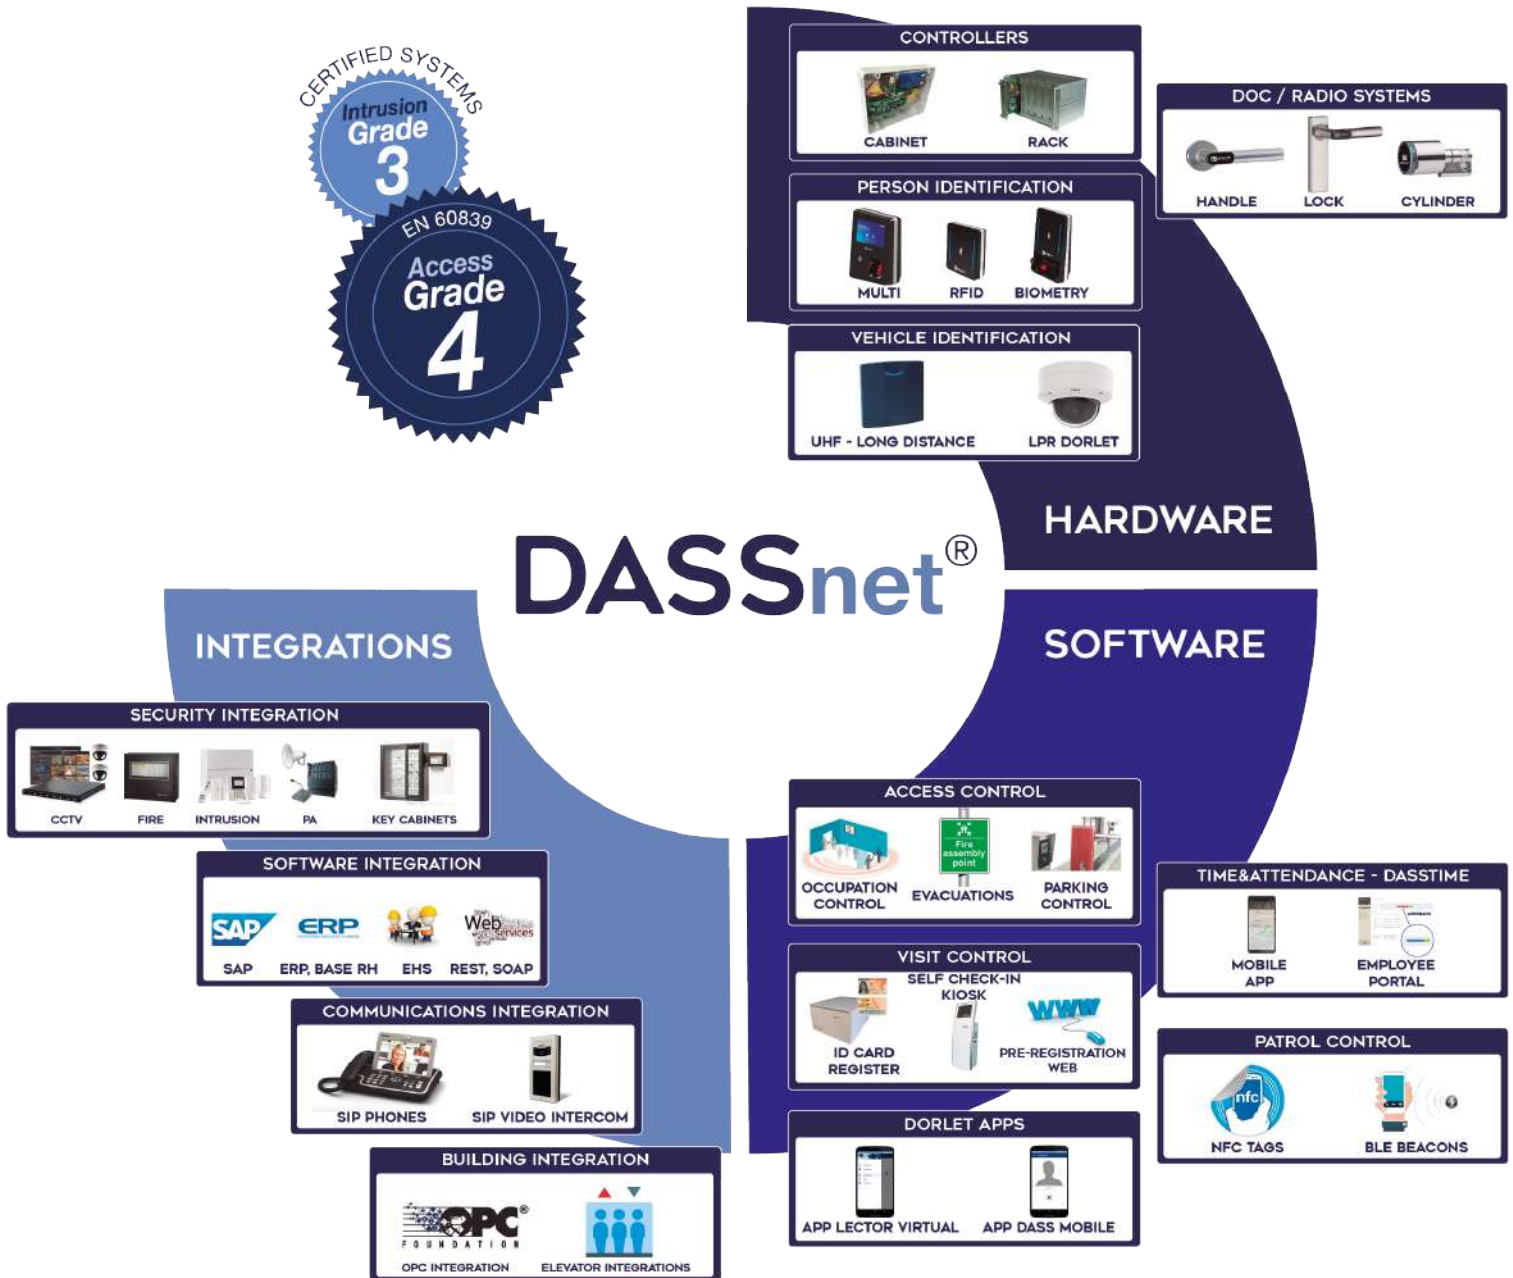 CERTIFIED SYSTEMS
Intrusion
Grade
3
EN 60839
Access
Grade
4
CONTROLLERS
CABINET
RACK
DOC / RADIO SYSTEMS
HANDLE
LOCK
CYLINDER
PERSON IDENTIFICATION
MULTI
RFID
BIOMETRY
VEHICLE IDENTIFICATION
UHF - LONG DISTANCE
LPR DORLET
HARDWARE
DASSnet®
INTEGRATIONS
SOFTWARE
SECURITY INTEGRATION
CCTV
FIRE
INTRUSION
PA
KEY CABINETS
SOFTWARE INTEGRATION
SAP
ERP
Web
services
SAP
ERP, BASE RH
EHS
REST, SOAP
COMMUNICATIONS INTEGRATION
SIP PHONES
SIP VIDEO INTERCOM
BUILDING INTEGRATION
OPC®
FOUNDATION
OPC INTEGRATION
ELEVATOR INTEGRATIONS
ACCESS CONTROL
Fire
assembly
point
OCCUPATION
CONTROL
EVACUATIONS
PARKING
CONTROL
TIME&ATTENDANCE - DASSTIME
MOBILE
APP
EMPLOYEE
PORTAL
VISIT CONTROL
SELF CHECK-IN
KIOSK
WWW
ID CARD
REGISTER
PRE-REGISTRATION
WEB
PATROL CONTROL
nfc
NFC TAGS
BLE BEACONS
DORLET APPS
APP LECTOR VIRTUAL
APP DASS MOBILE